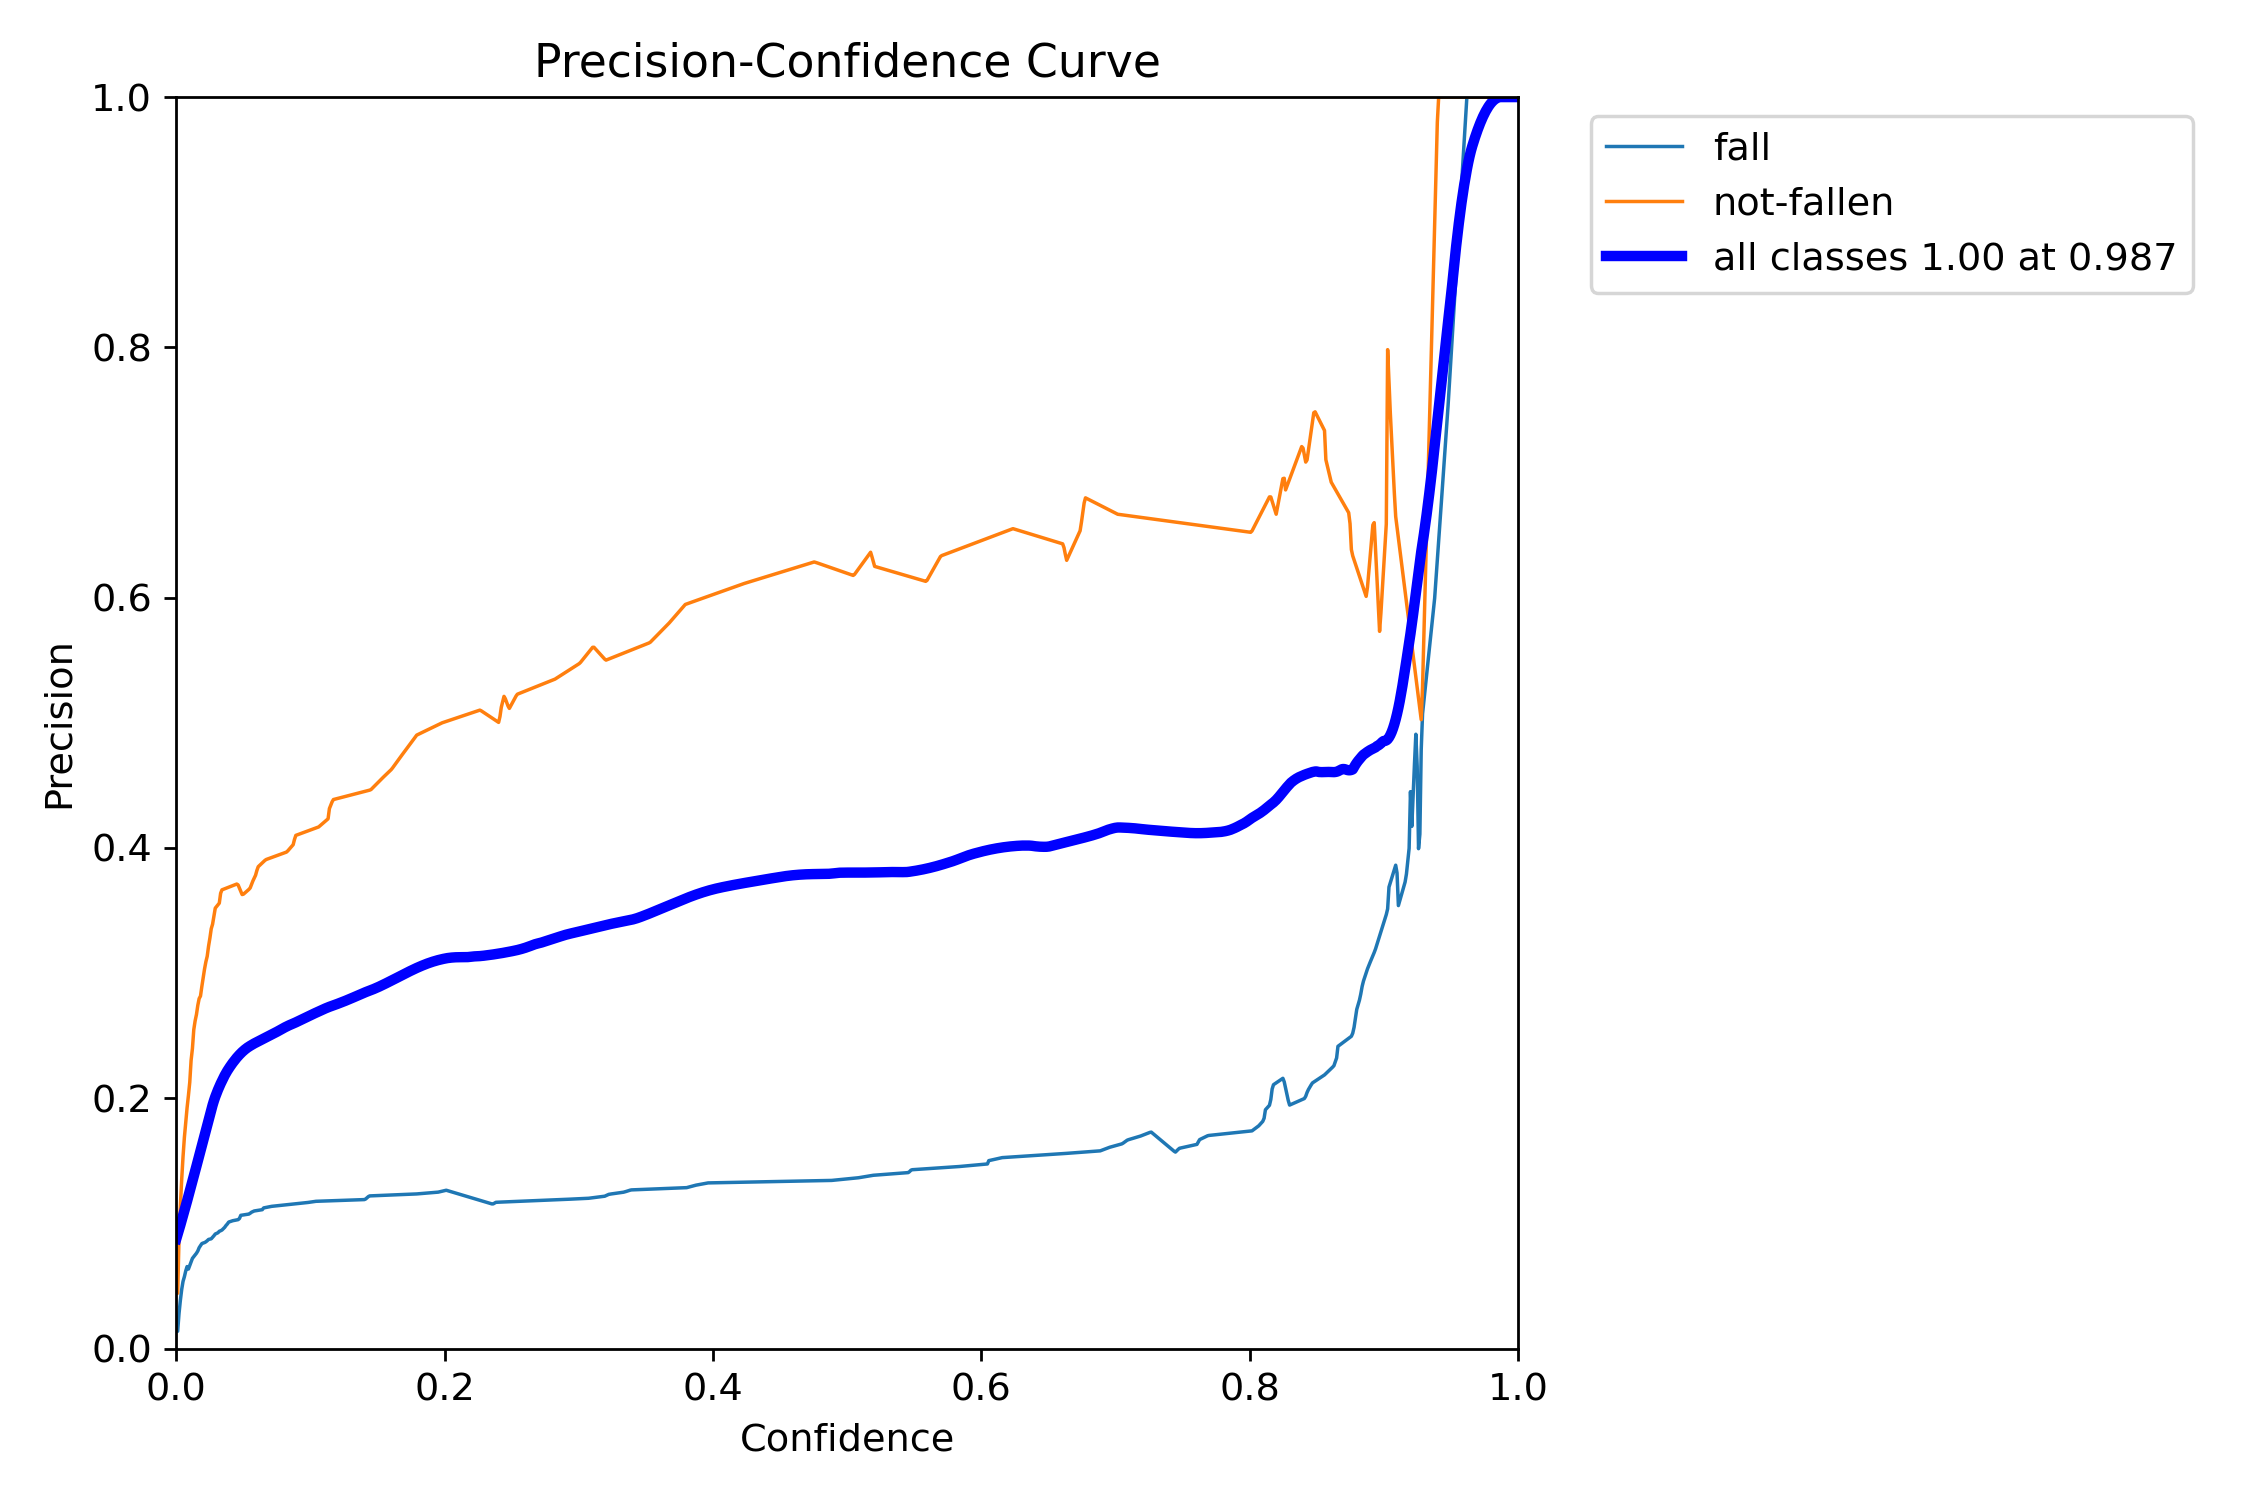 Precision-Confidence Curve
1.0
0.8
0.6
0.4
0.2
0.0
Precision
0.0 0.2 0.4 0.6 0.8 1.0
Confidence
fall
not-fallen
all classes 1.00 at 0.987